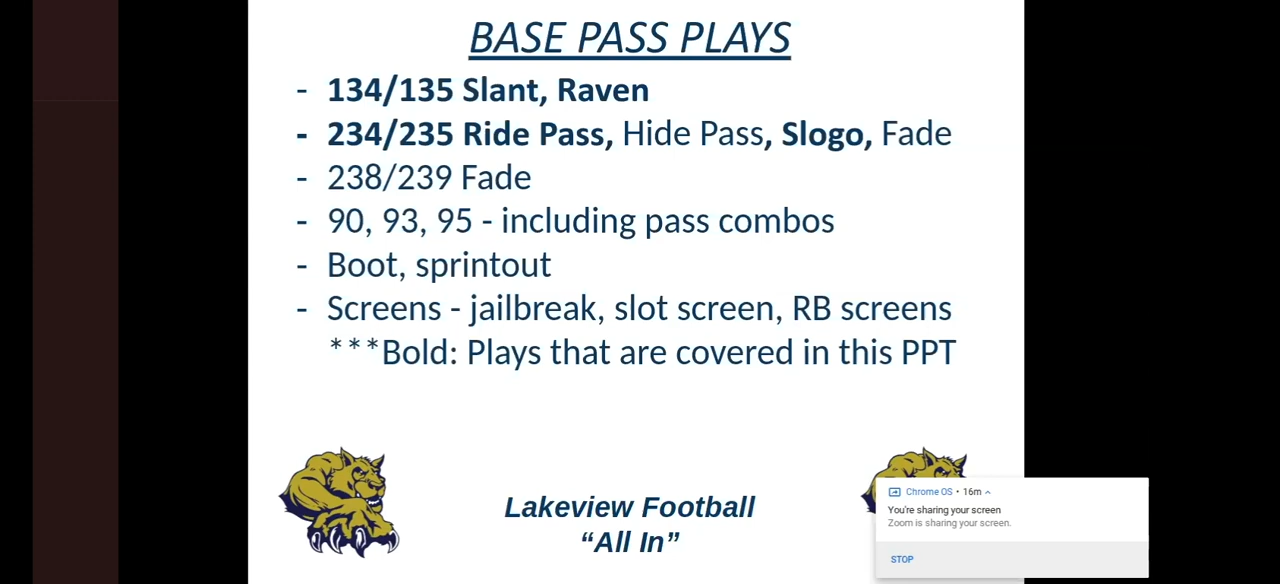 BASE PASS PLAYS
- 134/135 Slant, Raven
- 234/235 Ride Pass, Hide Pass, Slogo, Fade
- 238/239 Fade
- 90, 93, 95 - including pass combos
- Boot, sprintout
- Screens - jailbreak, slot screen, RB screens
***Bold: Plays that are covered in this PPT
Lakeview Football
“All In”
Chrome OS • 16m
You're sharing your screen
Zoom is sharing your screen.
STOP